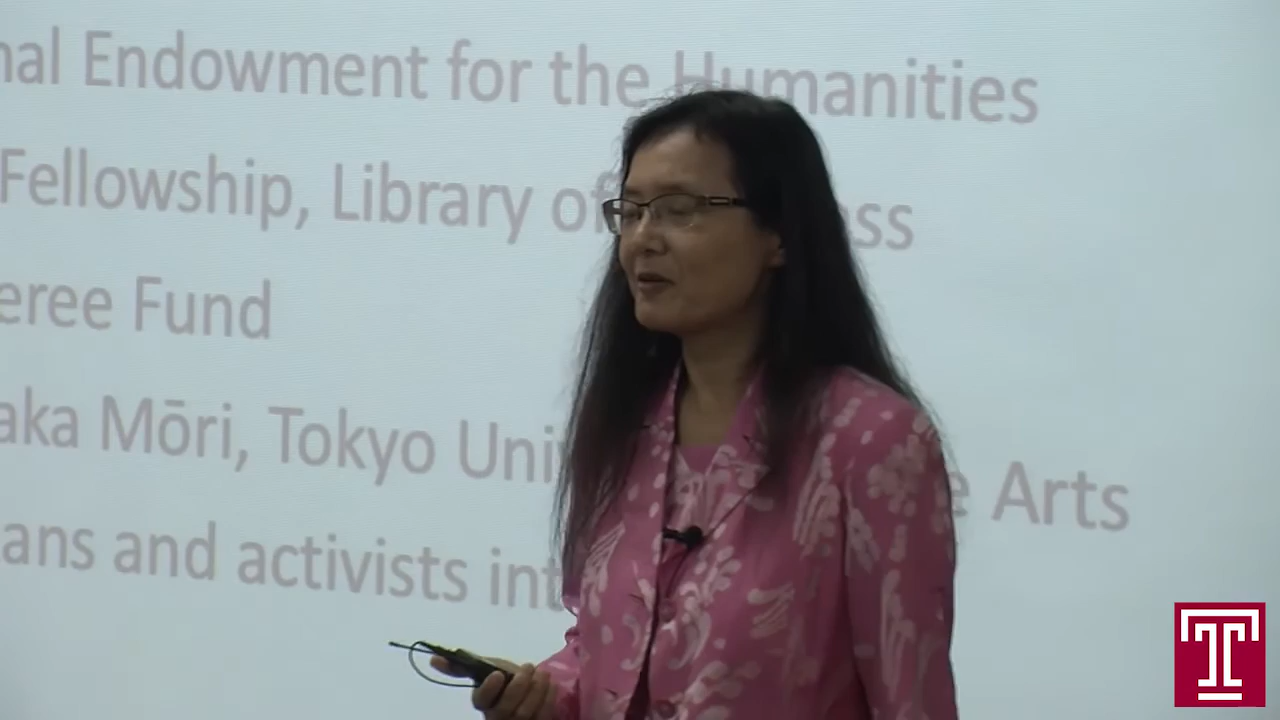 nal Endowment for the Humanities
Fellowship, Library of ss
eree Fund
aka Mōri, Tokyo Uni e Arts
ans and activists int
T